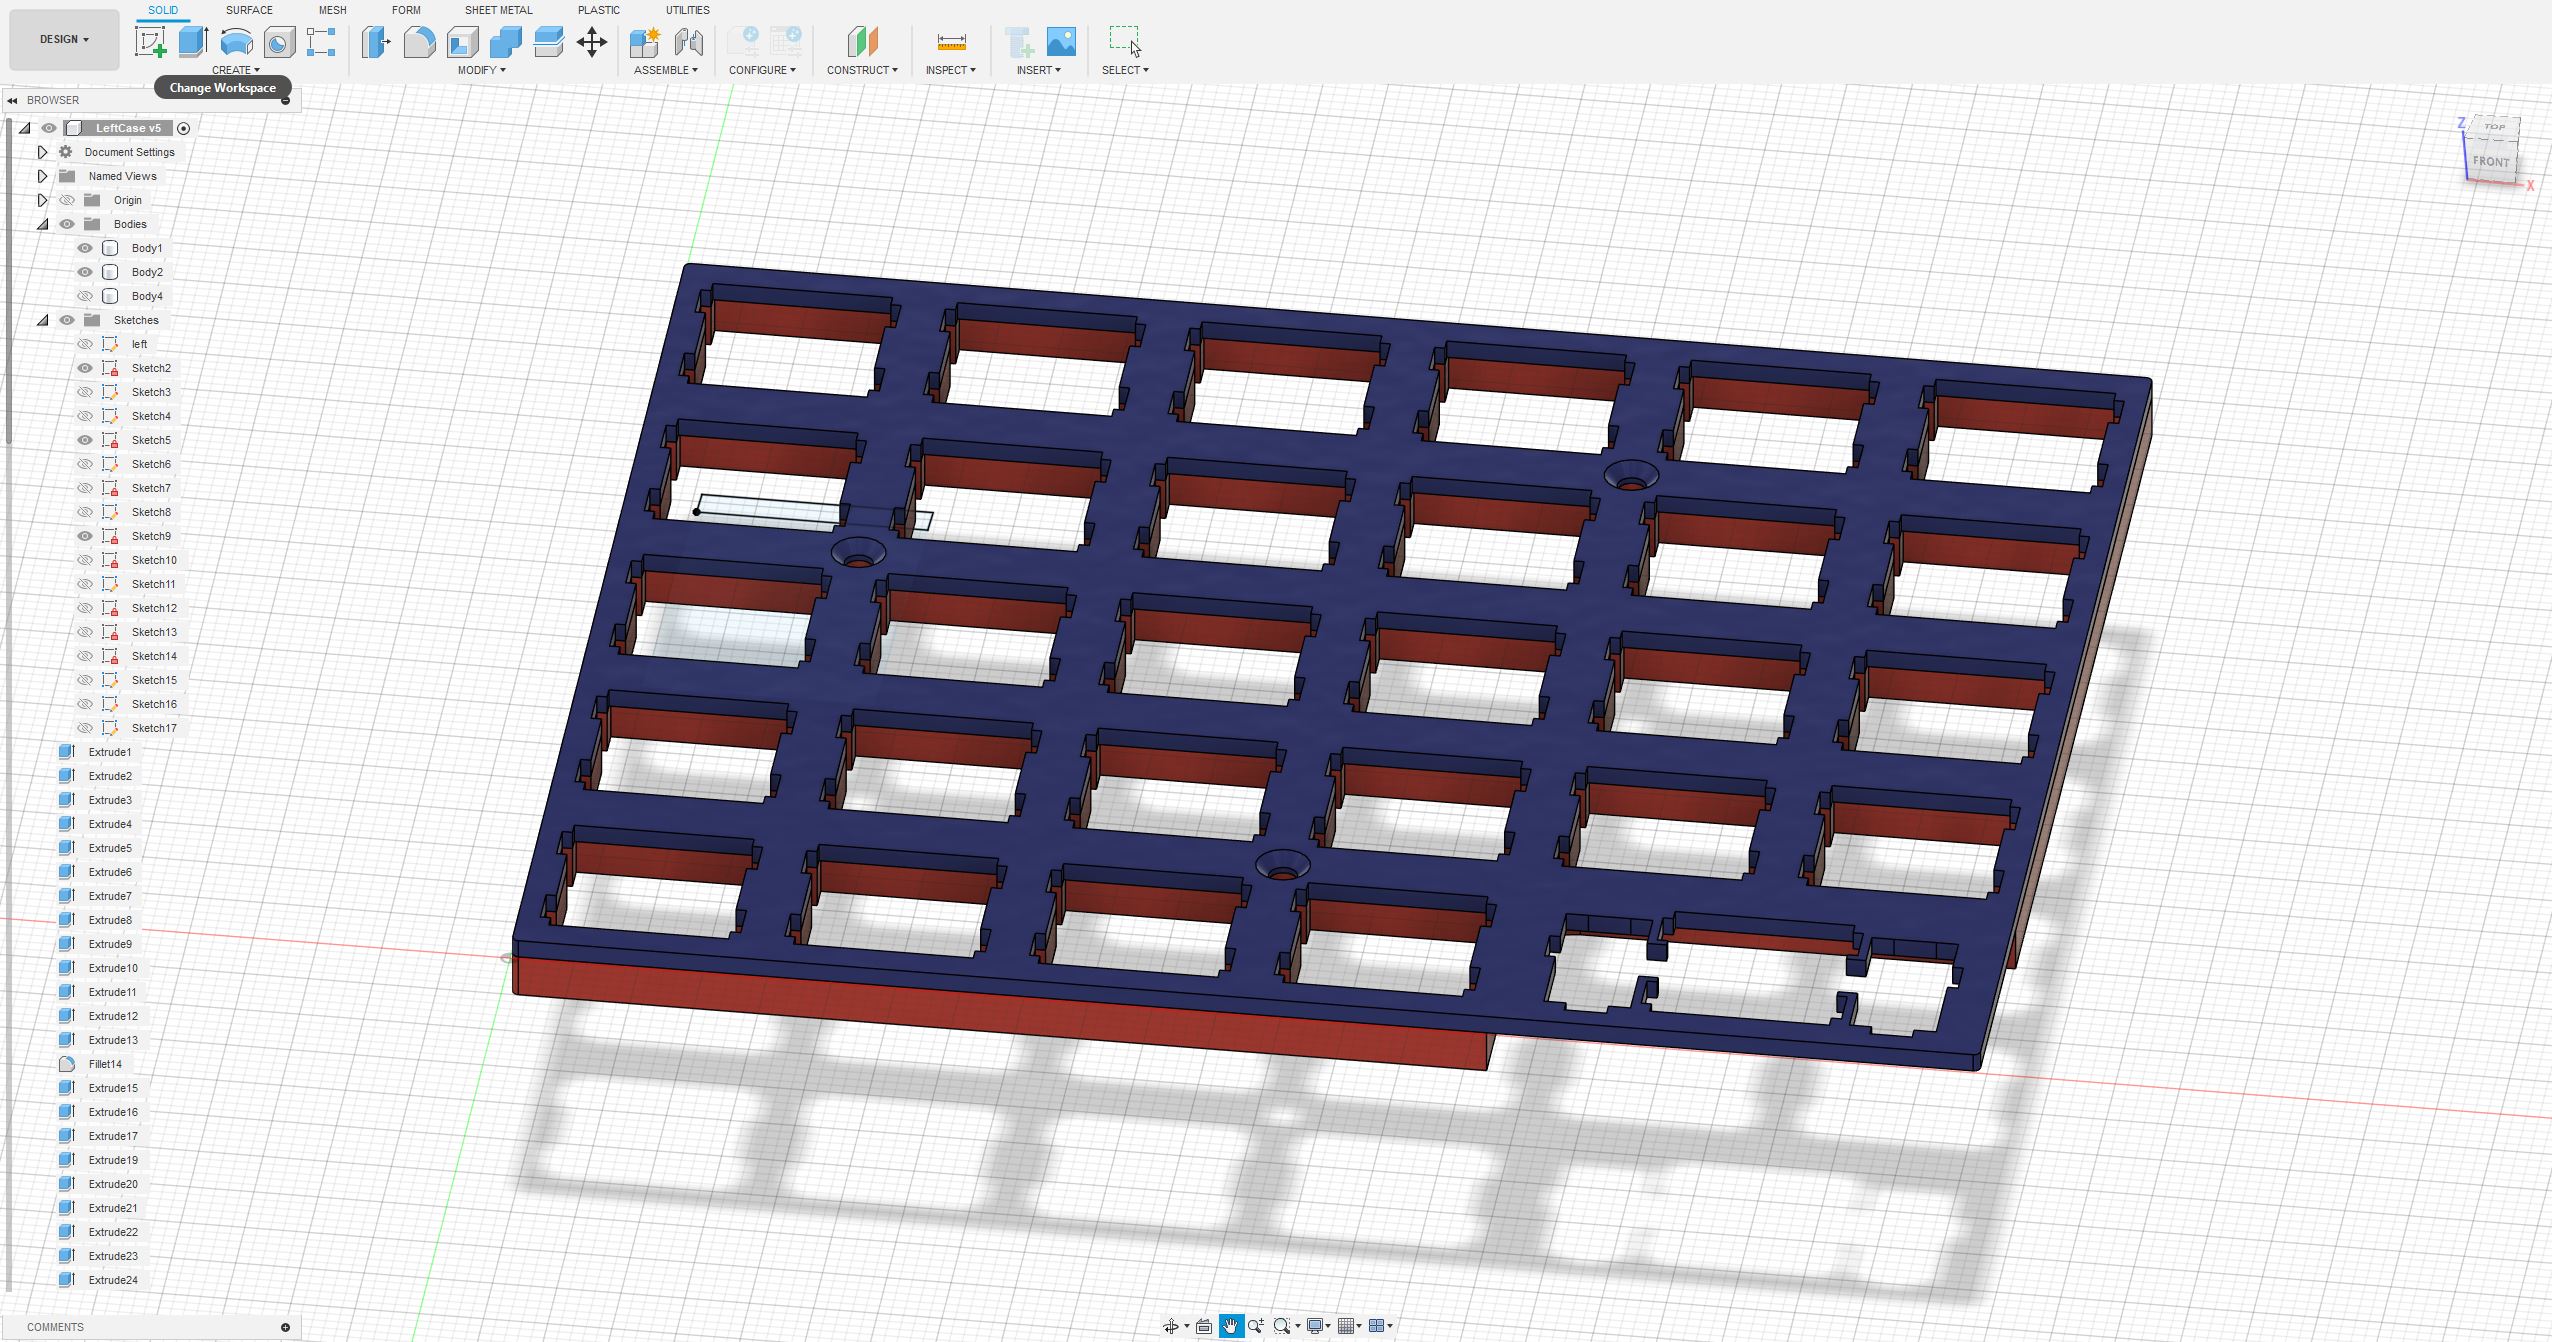 SOLID SURFACE MESH FORM SHEET METAL PLASTIC UTILITIES
DESIGN
CREATE MODIFY ASSEMBLE CONFIGURE CONSTRUCT INSPECT INSERT SELECT
Change Workspace
BROWSER
LeftCase v5
Document Settings
Named Views
Origin
Bodies
Body1
Body2
Body4
Sketches
left
Sketch2
Sketch3
Sketch4
Sketch5
Sketch6
Sketch7
Sketch8
Sketch9
Sketch10
Sketch11
Sketch12
Sketch13
Sketch14
Sketch15
Sketch16
Sketch17
Extrude1
Extrude2
Extrude3
Extrude4
Extrude5
Extrude6
Extrude7
Extrude8
Extrude9
Extrude10
Extrude11
Extrude12
Extrude13
Fillet14
Extrude15
Extrude16
Extrude17
Extrude19
Extrude20
Extrude21
Extrude22
Extrude23
Extrude24
COMMENTS
Z
TOP
FRONT
X